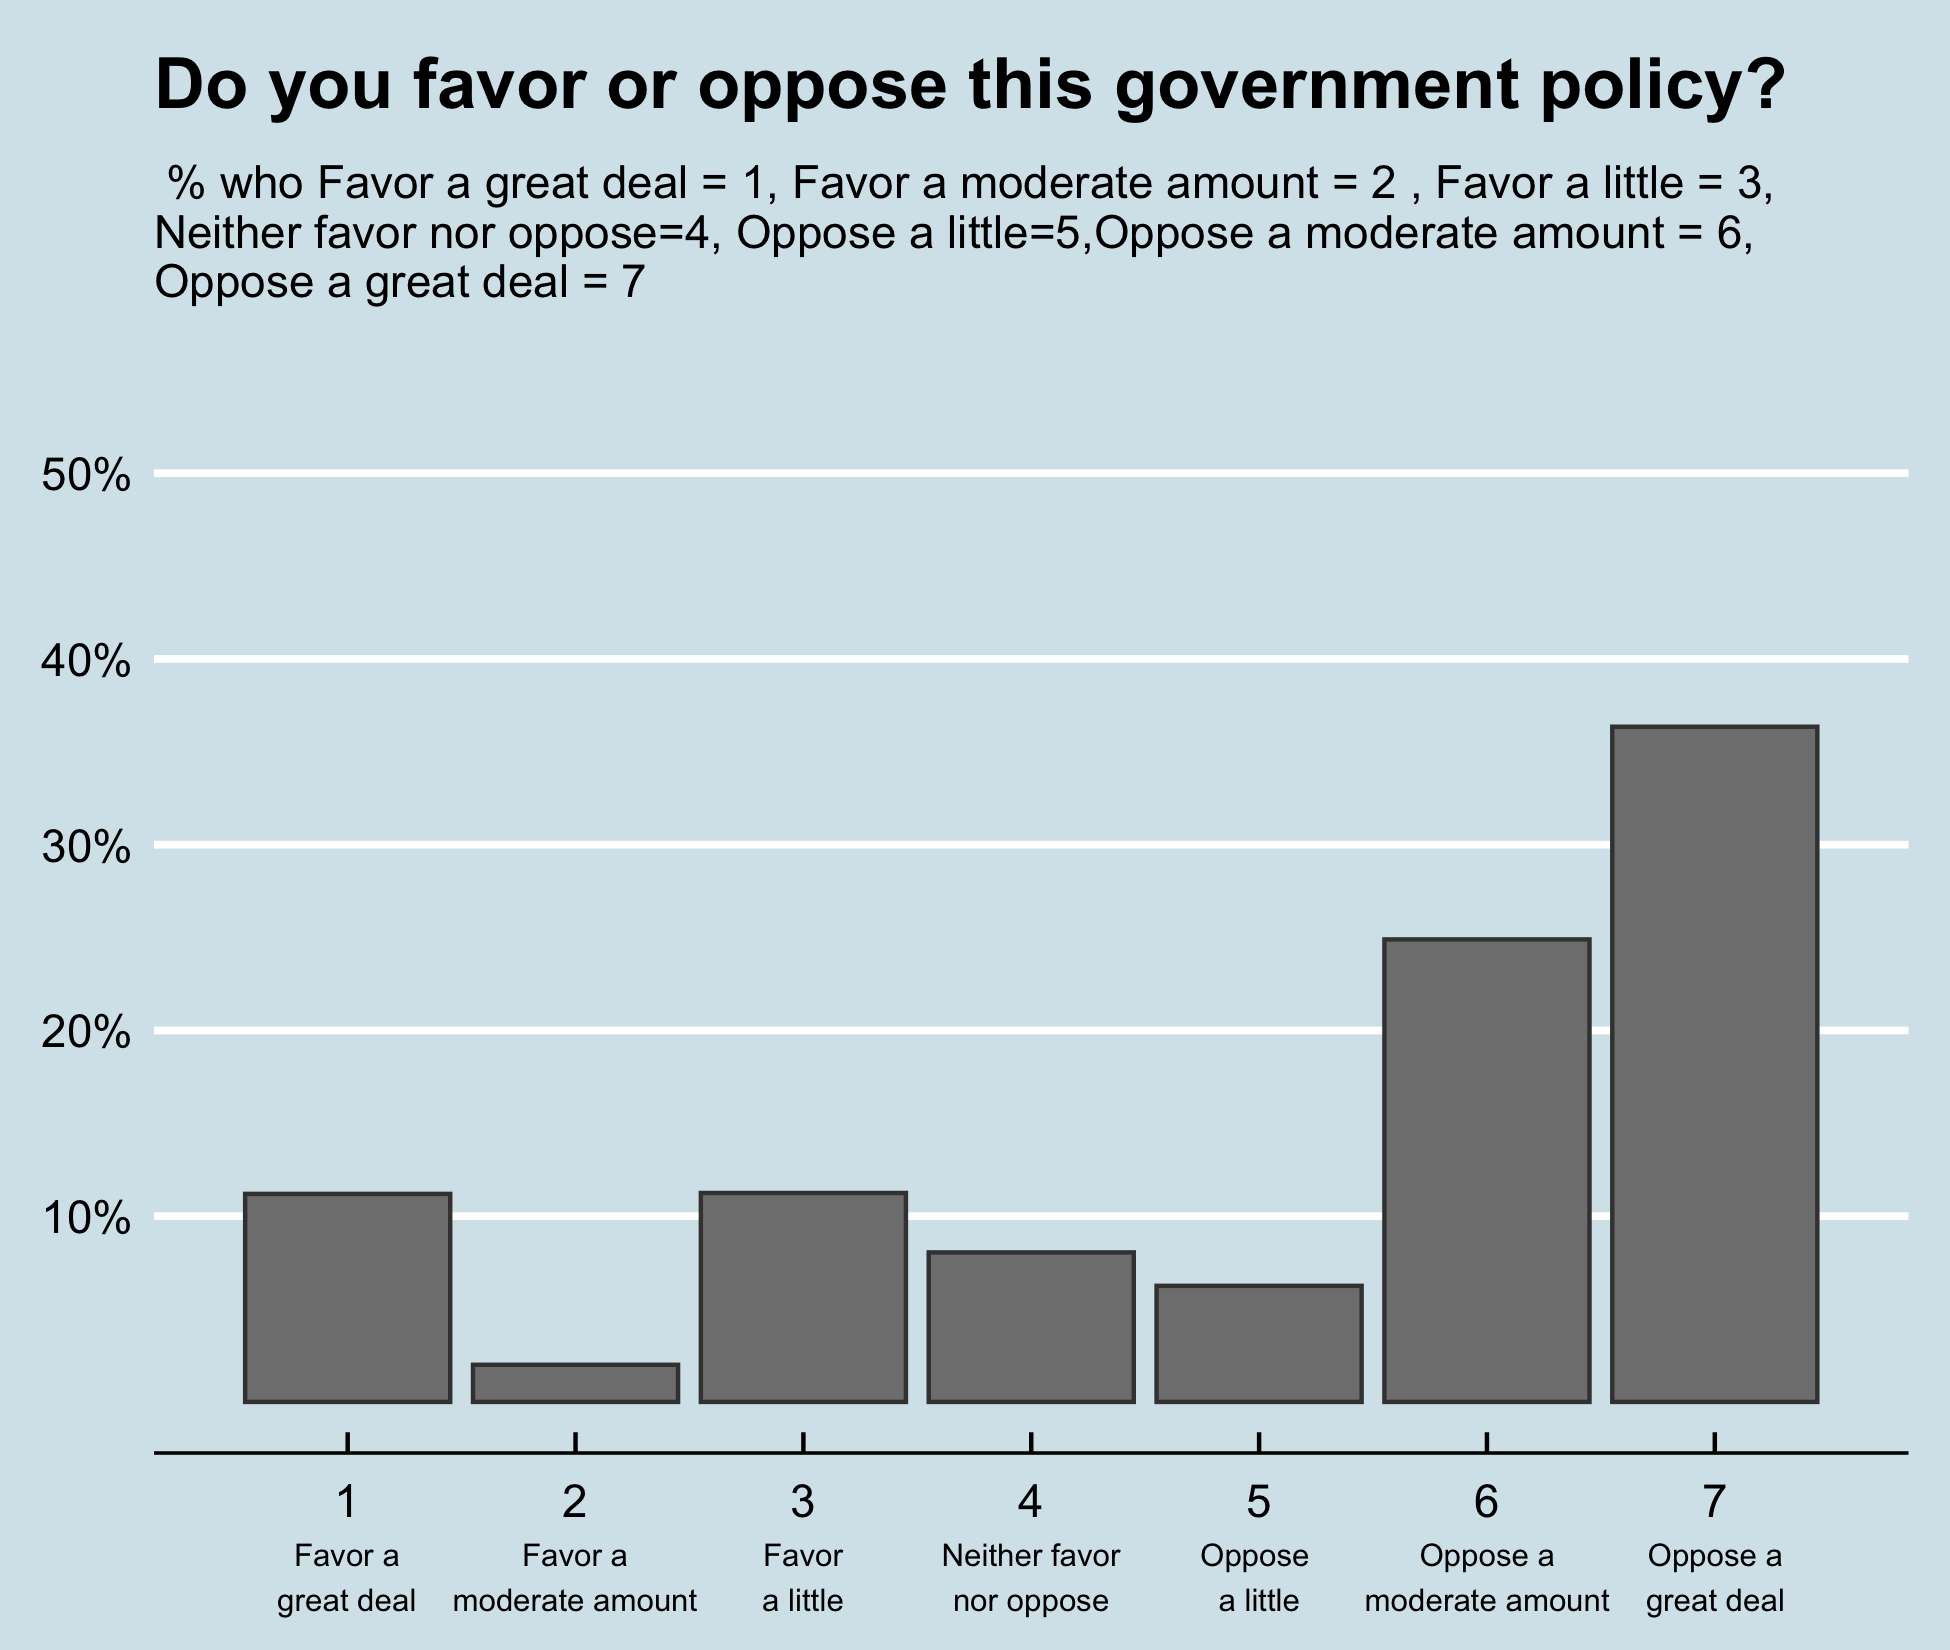 Do you favor or oppose this government policy?
% who Favor a great deal = 1, Favor a moderate amount = 2 , Favor a little = 3,
Neither favor nor oppose=4, Oppose a little=5,Oppose a moderate amount = 6,
Oppose a great deal = 7
50%
40%
30%
20%
10%
1 2 3 4 5 6 7
Favor a Favor a Favor Neither favor Oppose Oppose a Oppose a
great deal moderate amount a little nor oppose a little moderate amount great deal